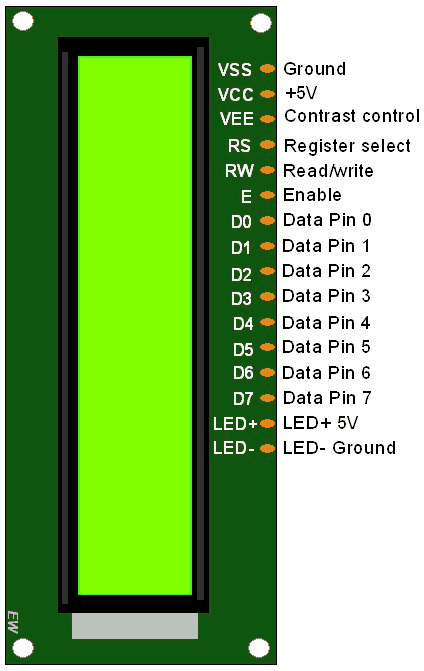 VSS Ground
VCC +5V
VEE Contrast control
RS Register select
RW Read/write
E Enable
D0 Data Pin 0
D1 Data Pin 1
D2 Data Pin 2
D3 Data Pin 3
D4 Data Pin 4
D5 Data Pin 5
D6 Data Pin 6
D7 Data Pin 7
LED+ LED+ 5V
LED- LED- Ground
EW